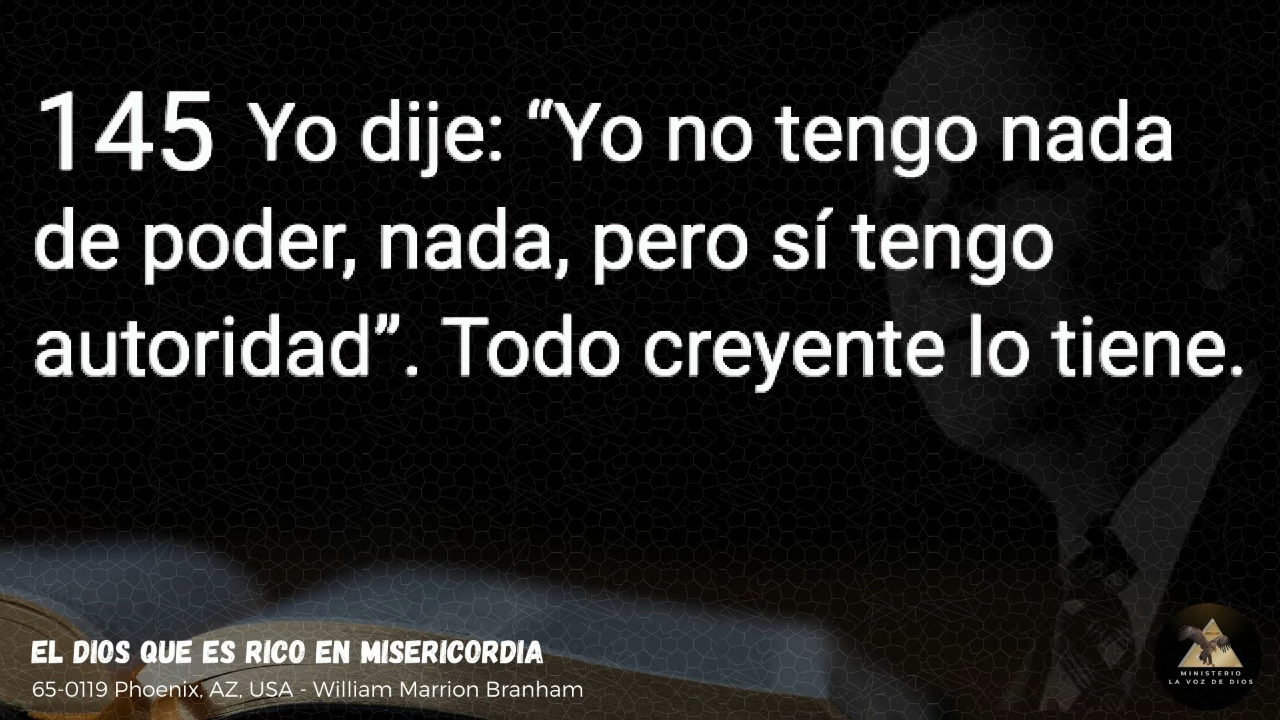 145 Yo dije: “Yo no tengo nada
de poder, nada, pero sí tengo
autoridad”. Todo creyente lo tiene.
EL DIOS QUE ES RICO EN MISERICORDIA
65-0119 Phoenix, AZ, USA - William Marrion Branham
MINISTERIO
LA VOZ DE DIOS